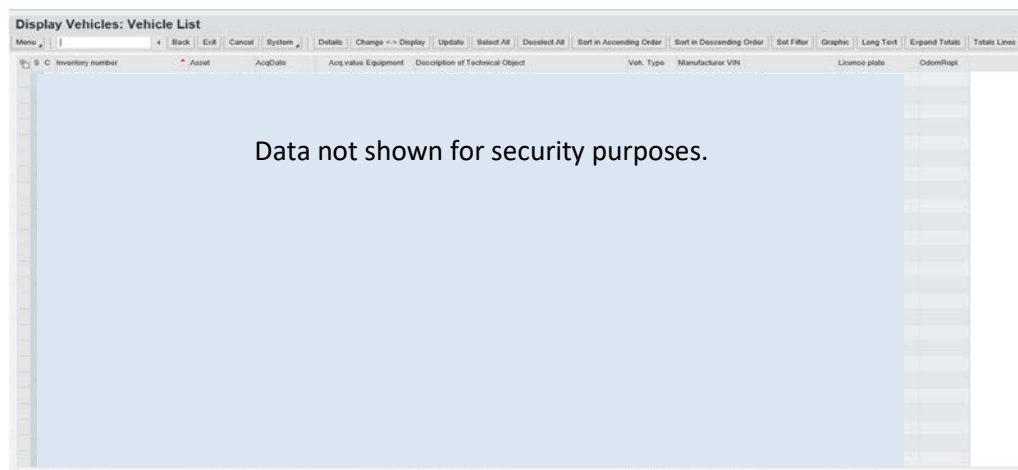 Display Vehicles: Vehicle List
Menu Back Exit Cancel System Details Change <-> Display Update Select All Deselect All Sort in Ascending Order Sort in Descending Order Set Filter Graphic Long Text Expand Totals Totals Lines
S C Inventory number Asset AcqDate Acq.value Equipment Description of Technical Object Veh. Type Manufacturer VIN License plate OdomRepl.
Data not shown for security purposes.